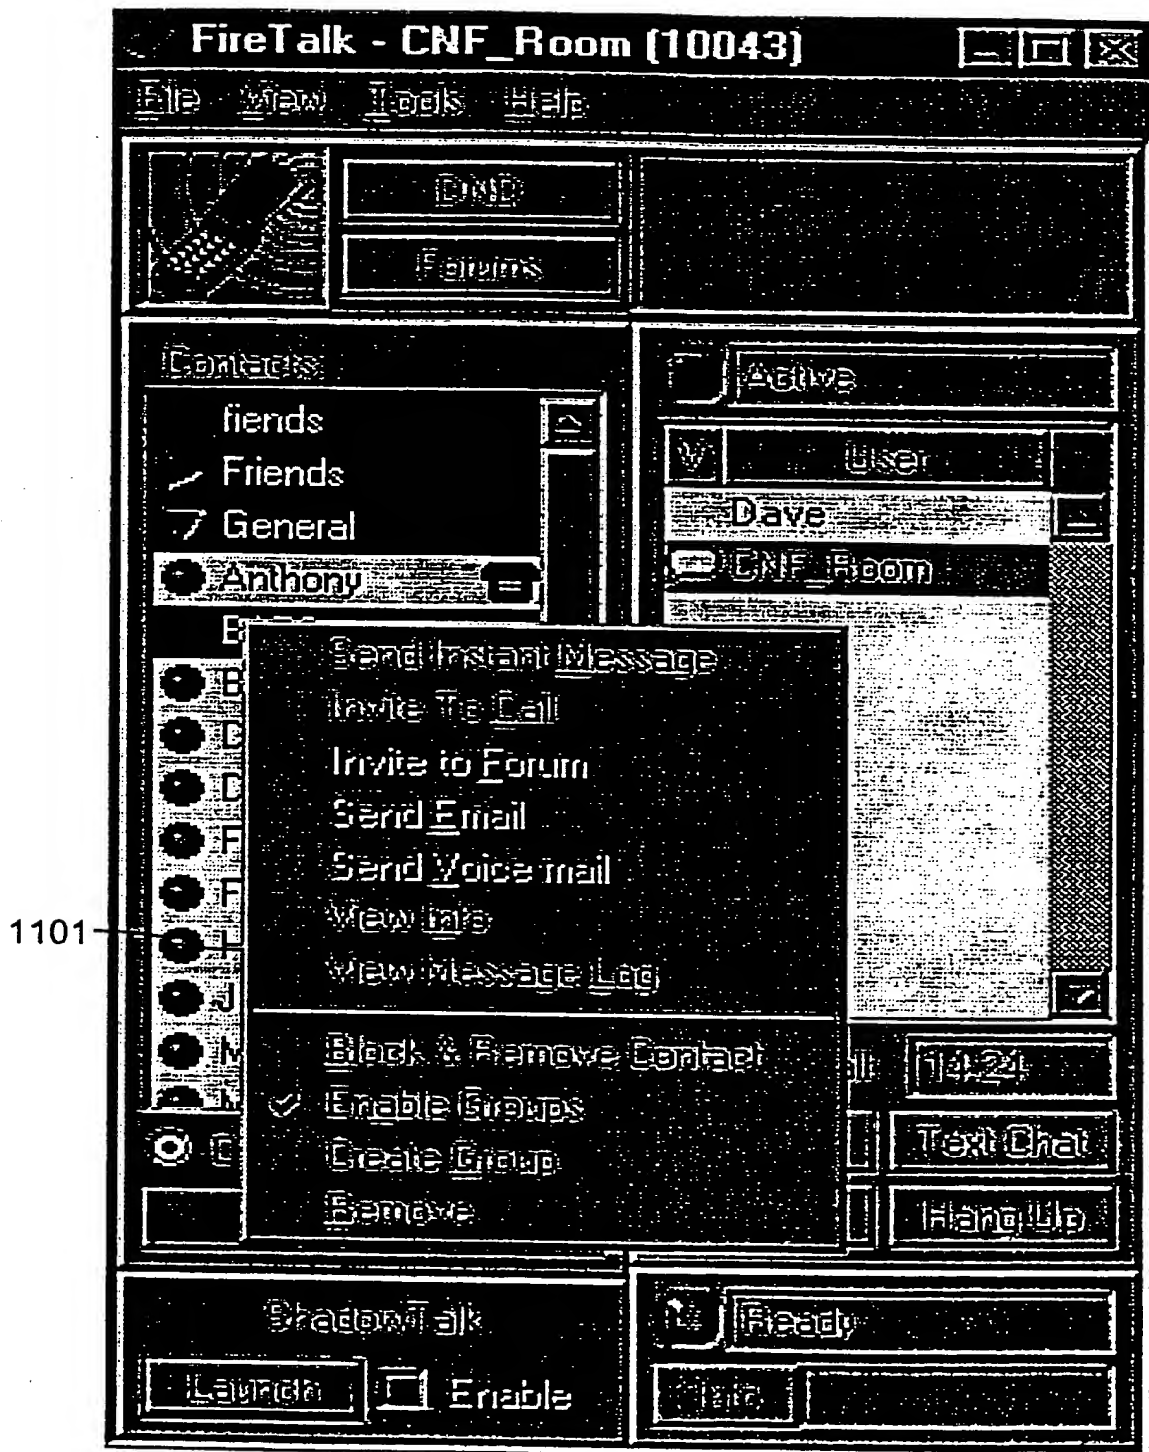 FireTalk - CNF_Room (10043)
File View Tools Help
DND
Forums
Contacts
fiends
Friends
General
Anthony
B
D
D
F
F
J
Active
V User
Dave
CNF_Room
Send Instant Message
Invite To Call
Invite to Forum
Send Email
Send Voice mail
View Info
View Message Log
Block & Remove Contact
Enable Groups
Create Group
Remove
1101
14:24
Text Chat
Hang Up
ShadowTalk
Launch
Enable
Ready